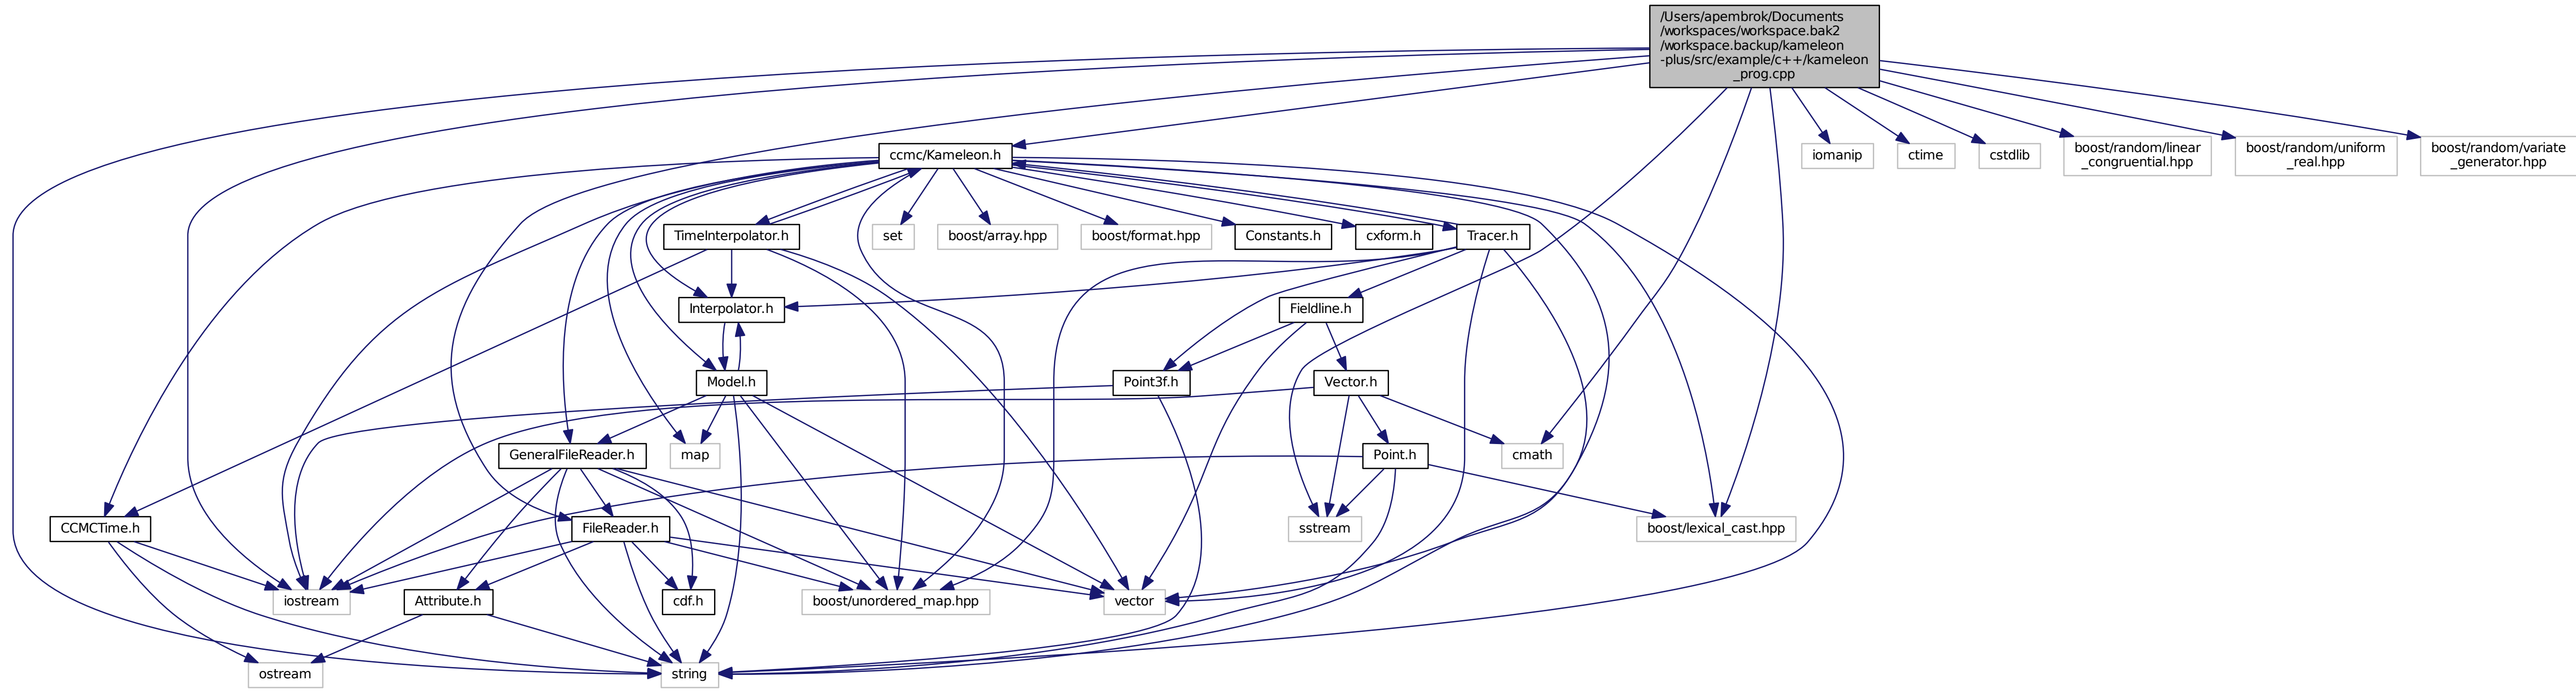 /Users/apembrok/Documents
/workspaces/workspace.bak2
/workspace.backup/kameleon
-plus/src/example/c++/kameleon
_prog.cpp
ccmc/Kameleon.h
iomanip
ctime
cstdlib
boost/random/linear
_congruential.hpp
boost/random/uniform
_real.hpp
boost/random/variate
_generator.hpp
TimeInterpolator.h
set
boost/array.hpp
boost/format.hpp
Constants.h
cxform.h
Tracer.h
Interpolator.h
Fieldline.h
Model.h
Point3f.h
Vector.h
GeneralFileReader.h
map
Point.h
cmath
CCMCTime.h
FileReader.h
sstream
boost/lexical_cast.hpp
iostream
Attribute.h
cdf.h
boost/unordered_map.hpp
vector
ostream
string